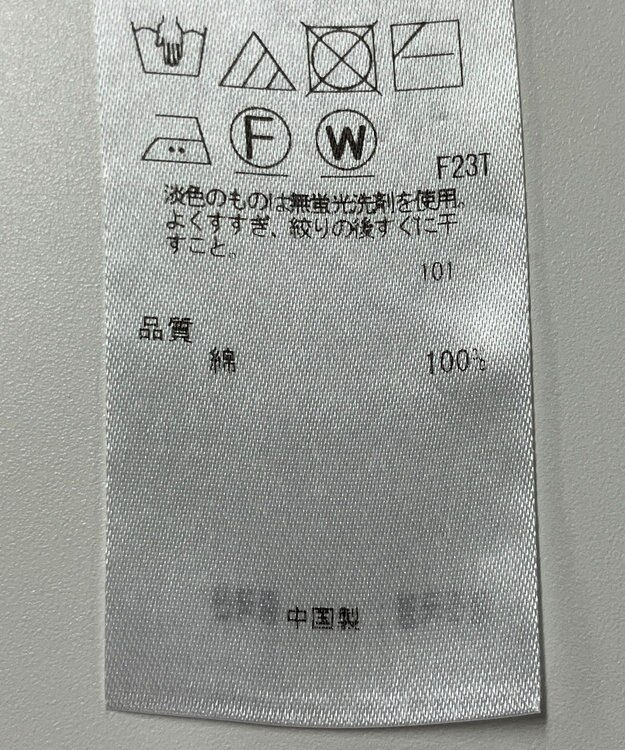 F W F23T
淡色のものは無蛍光洗剤を使用。
よくすすぎ、絞りの後すぐに干
すこと。
101
品質
綿 100%
中国製